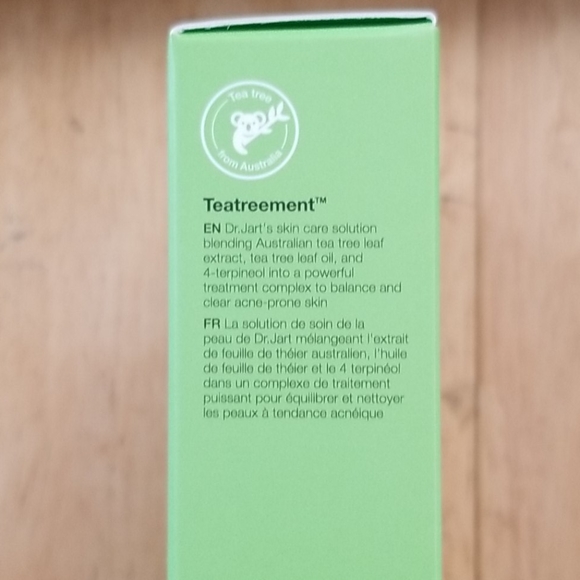 Tea tree
from Australia
Teatreement™
EN Dr.Jart's skin care solution
blending Australian tea tree leaf
extract, tea tree leaf oil, and
4-terpineol into a powerful
treatment complex to balance and
clear acne-prone skin
FR La solution de soin de la
peau de Dr.Jart mélangeant l'extrait
de feuille de théier australien, l'huile
de feuille de théier et le 4 terpinéol
dans un complexe de traitement
puissant pour équilibrer et nettoyer
les peaux à tendance acnéique